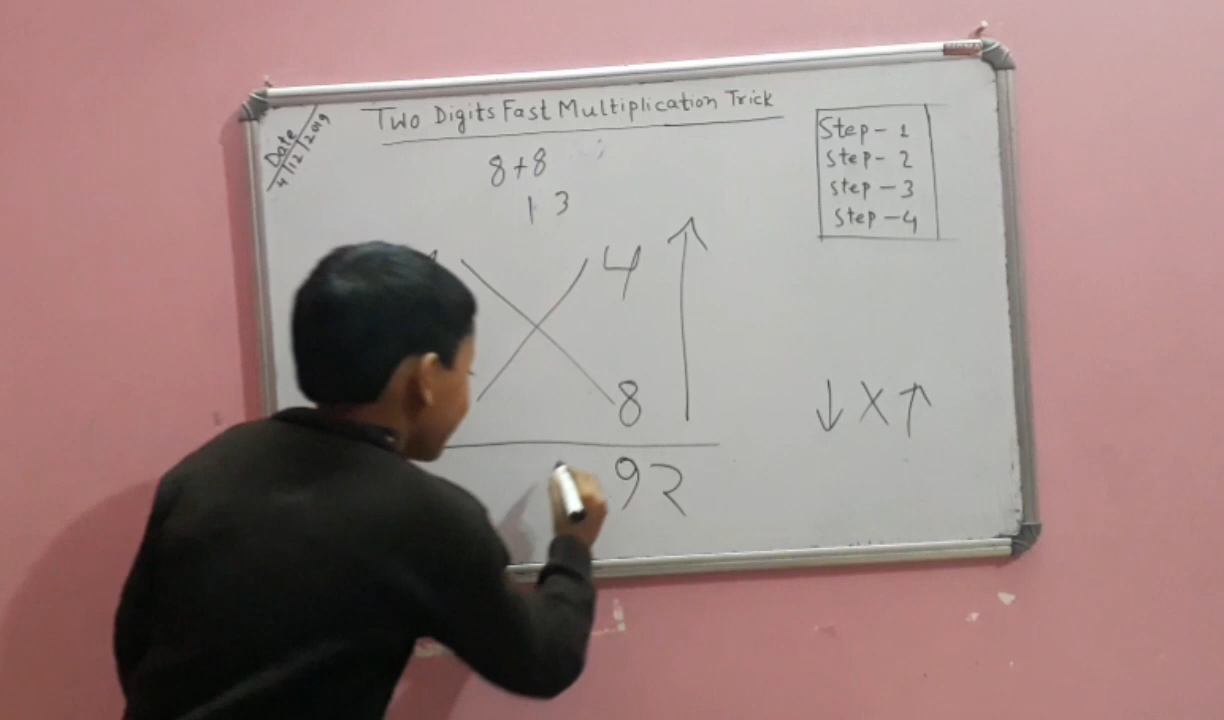 Two Digits Fast Multiplication Trick
Date
4/12/2019
8+8
1 3
4
8
92
Step - 1
Step - 2
Step - 3
Step - 4
↓ X ↑